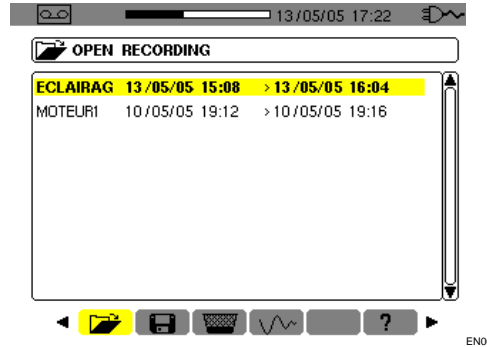 13/05/05 17:22
OPEN RECORDING
ECLAIRAG 13/05/05 15:08 >13/05/05 16:04
MOTEUR1 10/05/05 19:12 >10/05/05 19:16
?
EN0